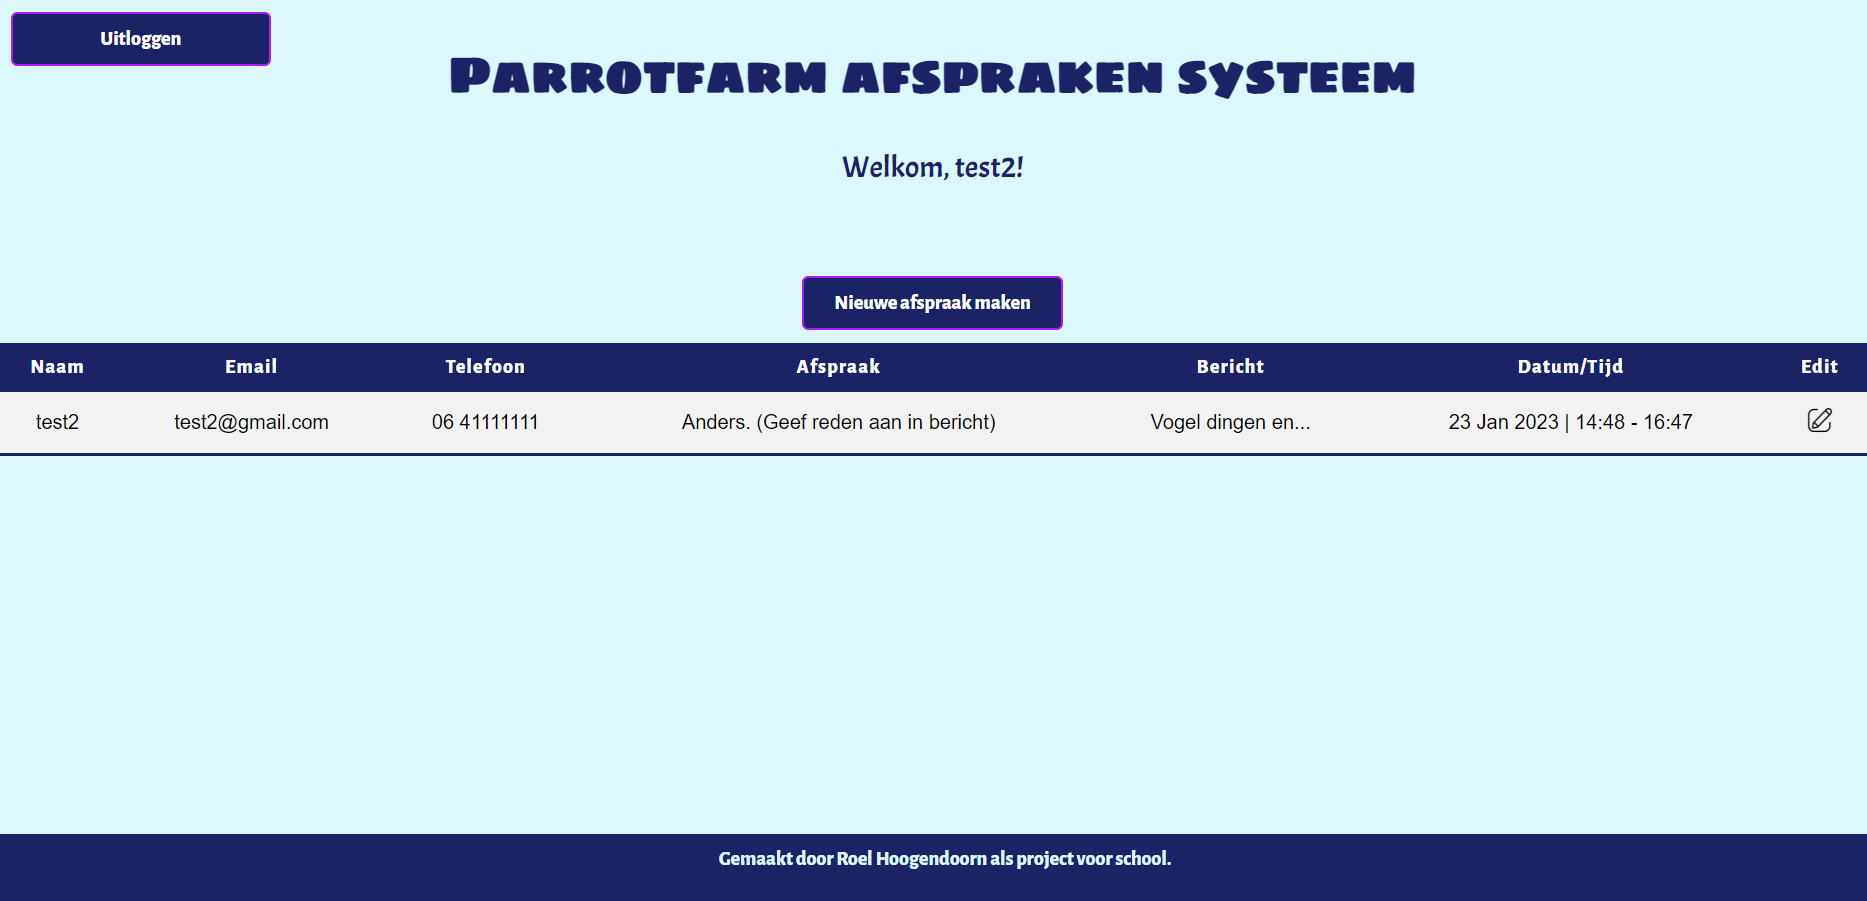 Uitloggen
Parrotfarm afspraken systeem
Welkom, test2!
Nieuwe afspraak maken
Naam Email Telefoon Afspraak Bericht Datum/Tijd Edit
test2 test2@gmail.com 06 41111111 Anders. (Geef reden aan in bericht) Vogel dingen en... 23 Jan 2023 | 14:48 - 16:47
Gemaakt door Roel Hoogendoorn als project voor school.